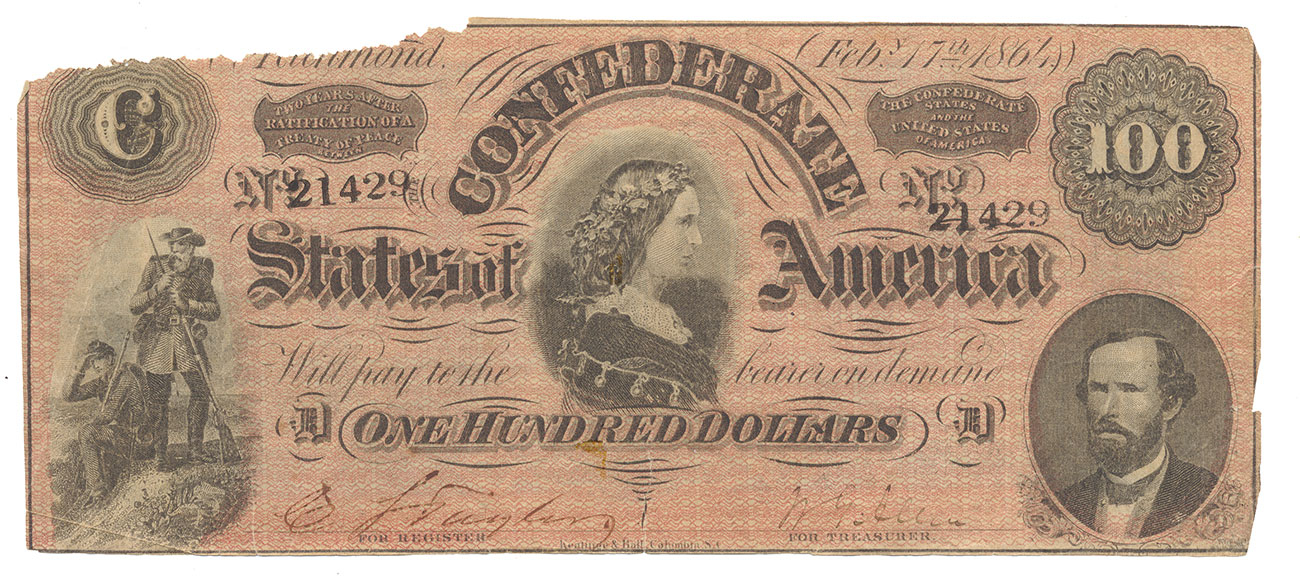 Richmond. (Feby. 17th 1864.)
C
TWO YEARS AFTER
THE
RATIFICATION OF A
TREATY OF PEACE
BETWEEN
CONFEDERATE
THE CONFEDERATE
STATES
AND THE
UNITED STATES
OF AMERICA.
100
No 21429
No 21429
States of America
Will pay to the bearer on demand
D ONE HUNDRED DOLLARS D
FOR REGISTER
FOR TREASURER
Keatinge & Ball, Columbia, S.C.